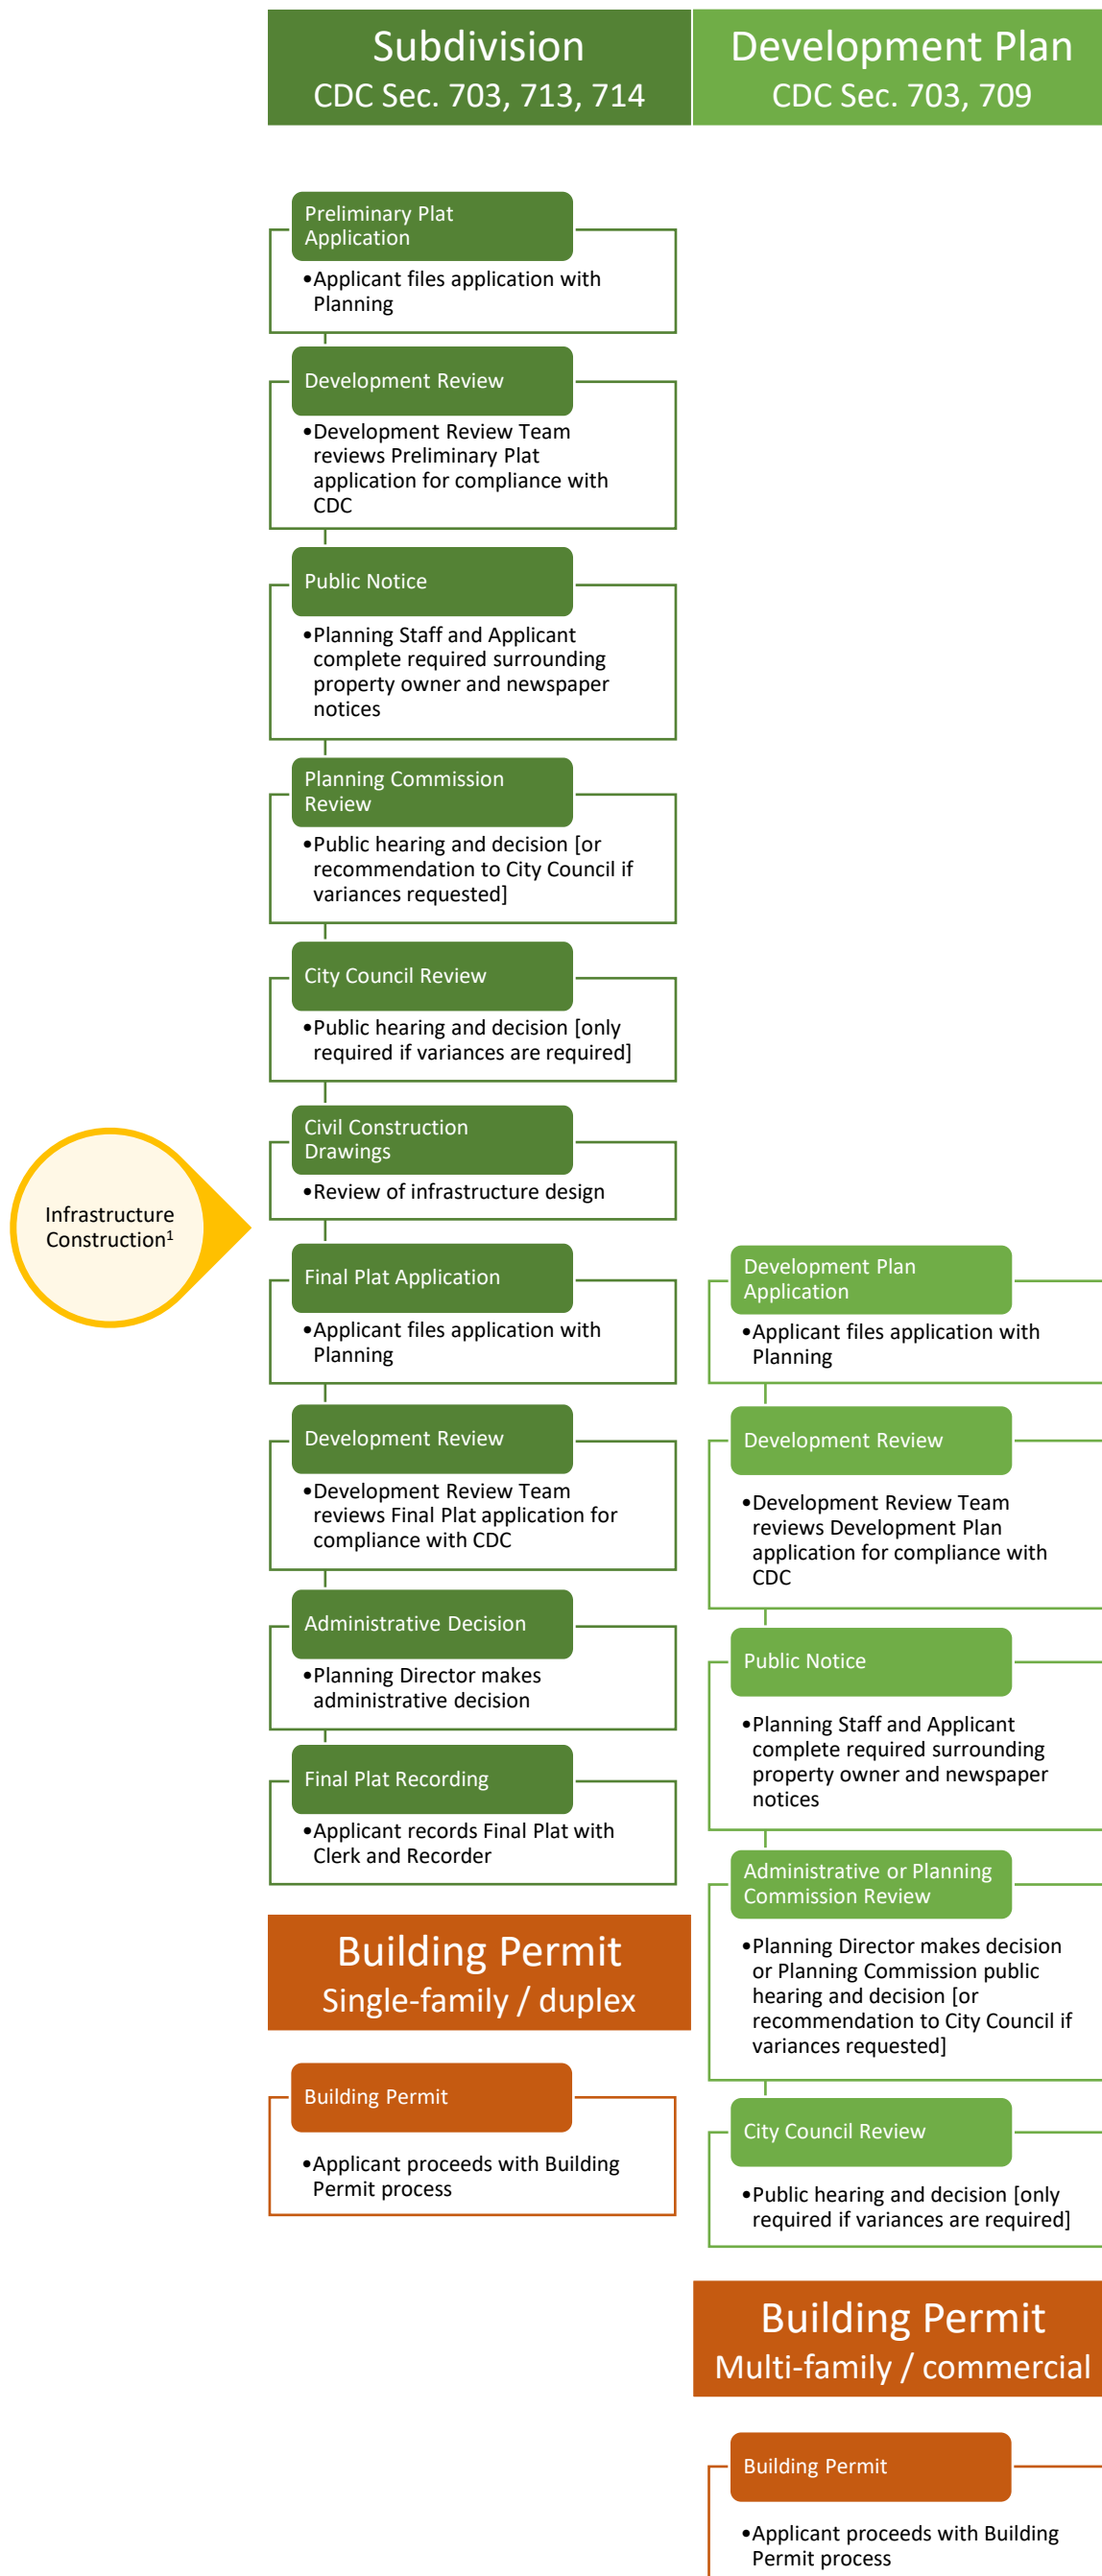 Subdivision
CDC Sec. 703, 713, 714
Development Plan
CDC Sec. 703, 709
Preliminary Plat
Application
•Applicant files application with
Planning
Development Review
•Development Review Team
reviews Preliminary Plat
application for compliance with
CDC
Public Notice
•Planning Staff and Applicant
complete required surrounding
property owner and newspaper
notices
Planning Commission
Review
•Public hearing and decision [or
recommendation to City Council if
variances requested]
City Council Review
•Public hearing and decision [only
required if variances are required]
Civil Construction
Drawings
•Review of infrastructure design
Infrastructure
Construction¹
Final Plat Application
•Applicant files application with
Planning
Development Review
•Development Review Team
reviews Final Plat application for
compliance with CDC
Administrative Decision
•Planning Director makes
administrative decision
Final Plat Recording
•Applicant records Final Plat with
Clerk and Recorder
Building Permit
Single-family / duplex
Building Permit
•Applicant proceeds with Building
Permit process
Development Plan
Application
•Applicant files application with
Planning
Development Review
•Development Review Team
reviews Development Plan
application for compliance with
CDC
Public Notice
•Planning Staff and Applicant
complete required surrounding
property owner and newspaper
notices
Administrative or Planning
Commission Review
•Planning Director makes decision
or Planning Commission public
hearing and decision [or
recommendation to City Council if
variances requested]
City Council Review
•Public hearing and decision [only
required if variances are required]
Building Permit
Multi-family / commercial
Building Permit
•Applicant proceeds with Building
Permit process